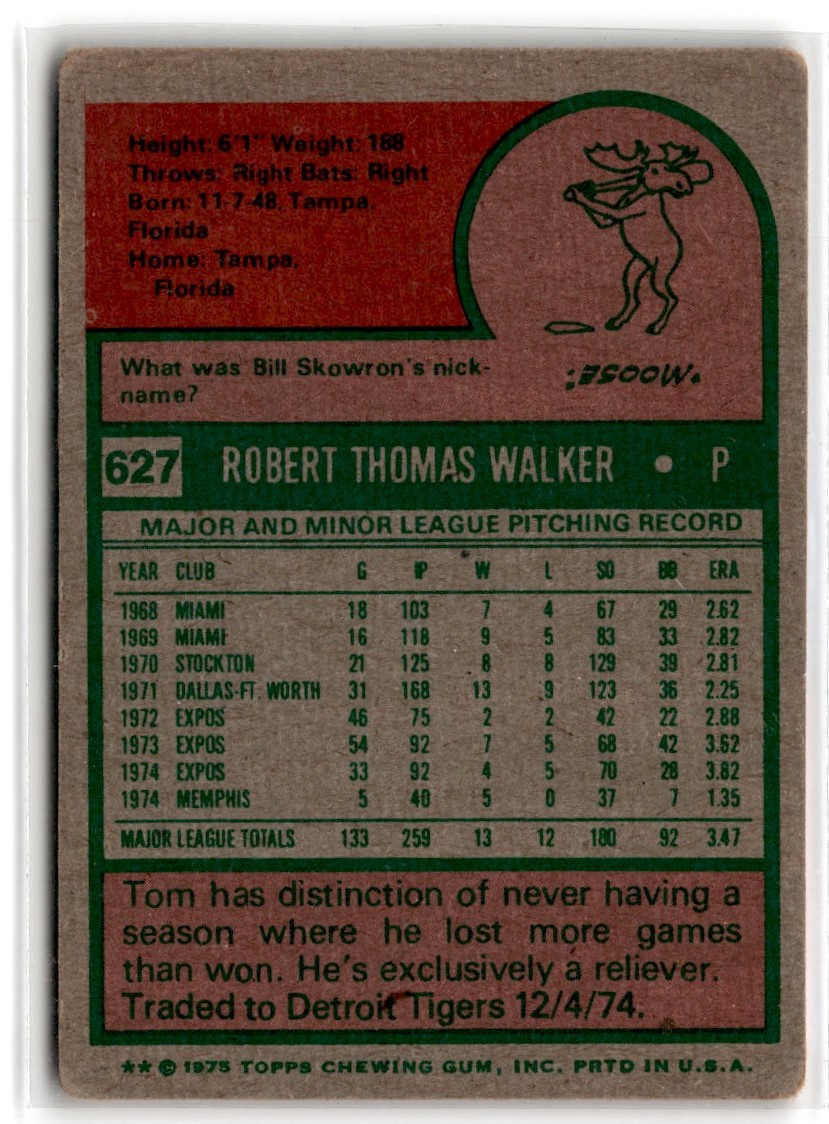 Height: 6'1" Weight: 188
Throws: Right Bats: Right
Born: 11-7-48, Tampa,
Florida
Home: Tampa,
Florida
What was Bill Skowron's nick-
name?
"MOOSE."
627 ROBERT THOMAS WALKER • P
MAJOR AND MINOR LEAGUE PITCHING RECORD
YEAR CLUB G IP W L SO BB ERA
1968 MIAMI 18 103 7 4 67 29 2.62
1969 MIAMI 16 118 9 5 83 33 2.82
1970 STOCKTON 21 125 8 8 129 39 2.81
1971 DALLAS-FT. WORTH 31 168 13 9 123 36 2.25
1972 EXPOS 46 75 2 2 42 22 2.88
1973 EXPOS 54 92 7 5 68 42 3.62
1974 EXPOS 33 92 4 5 70 28 3.82
1974 MEMPHIS 5 40 5 0 37 7 1.35
MAJOR LEAGUE TOTALS 133 259 13 12 180 92 3.47
Tom has distinction of never having a
season where he lost more games
than won. He's exclusively a reliever.
Traded to Detroit Tigers 12/4/74.
** © 1975 TOPPS CHEWING GUM, INC. PRTD IN U.S.A.